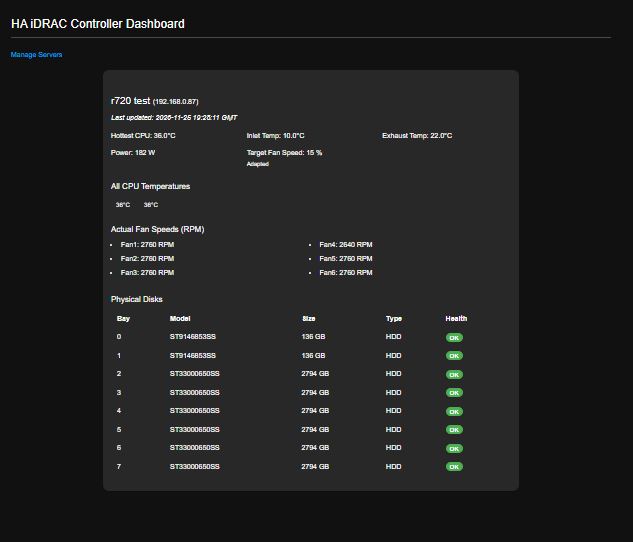 HA iDRAC Controller Dashboard
Manage Servers
r720 test (192.168.0.87)
Last updated: 2026-11-25 19:26:11 GMT
Hottest CPU: 36.0°C Inlet Temp: 10.0°C Exhaust Temp: 22.0°C
Power: 182 W Target Fan Speed: 15 %
Adapted
All CPU Temperatures
36°C 36°C
Actual Fan Speeds (RPM)
Fan1: 2760 RPM Fan4: 2640 RPM
Fan2: 2760 RPM Fan5: 2760 RPM
Fan3: 2760 RPM Fan6: 2760 RPM
Physical Disks
Bay Model Size Type Health
0 ST9146853SS 136 GB HDD OK
1 ST9146853SS 136 GB HDD OK
2 ST33000650SS 2794 GB HDD OK
3 ST33000650SS 2794 GB HDD OK
4 ST33000650SS 2794 GB HDD OK
5 ST33000650SS 2794 GB HDD OK
6 ST33000650SS 2794 GB HDD OK
7 ST33000650SS 2794 GB HDD OK